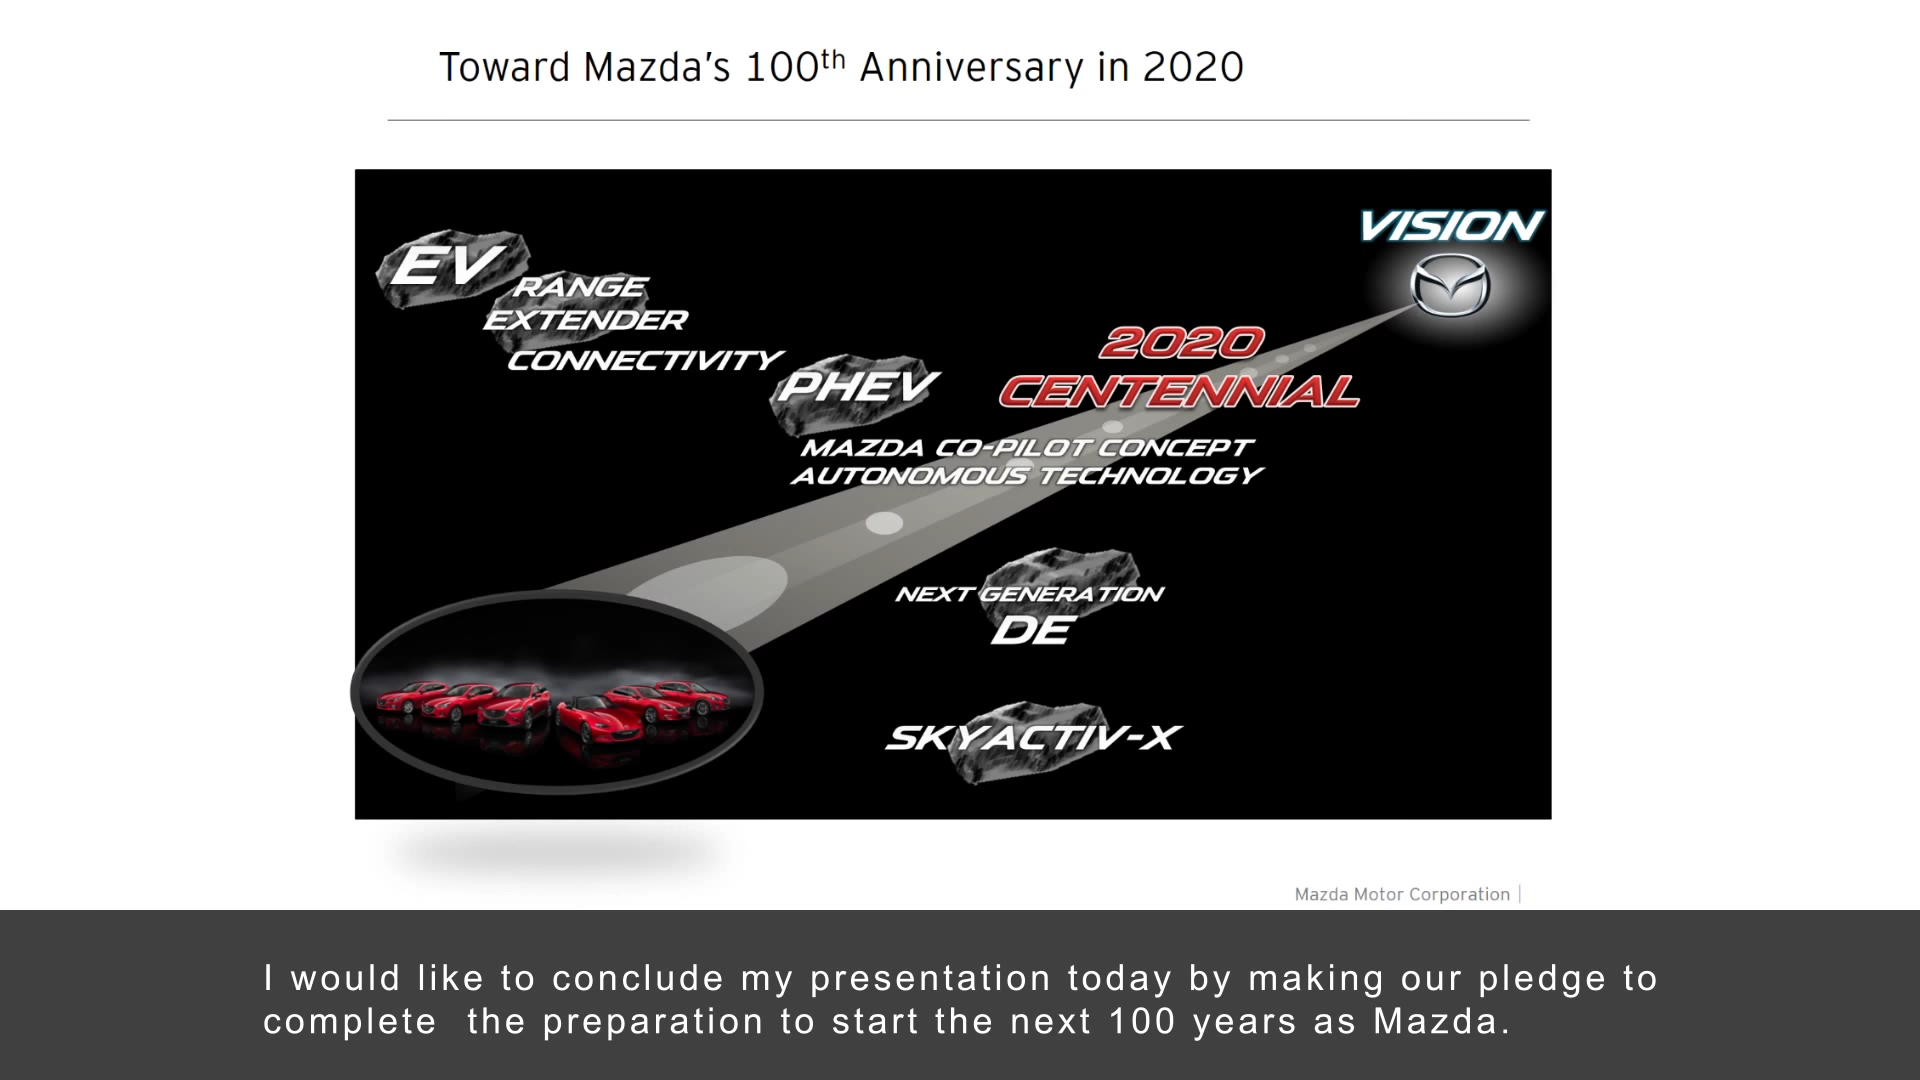 Toward Mazda's 100th Anniversary in 2020
VISION
EV
RANGE
EXTENDER
CONNECTIVITY
PHEV
2020
CENTENNIAL
MAZDA CO-PILOT CONCEPT
AUTONOMOUS TECHNOLOGY
NEXT GENERATION
DE
SKYACTIV-X
Mazda Motor Corporation
I would like to conclude my presentation today by making our pledge to
complete  the preparation to start the next 100 years as Mazda.